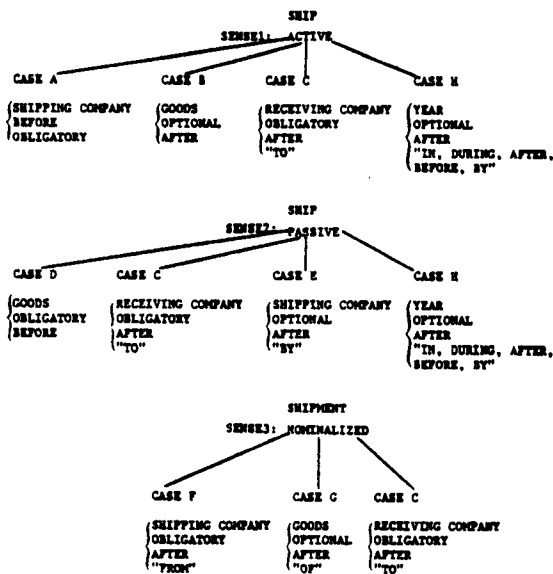 SHIP
SENSE1: ACTIVE
CASE A CASE B CASE C CASE H
SHIPPING COMPANY GOODS RECEIVING COMPANY YEAR
BEFORE OPTIONAL OBLIGATORY OPTIONAL
OBLIGATORY AFTER AFTER AFTER
"TO" "IN, DURING, AFTER,
BEFORE, BY"
SHIP
SENSE2: PASSIVE
CASE D CASE C CASE E CASE H
GOODS RECEIVING COMPANY SHIPPING COMPANY YEAR
OBLIGATORY OBLIGATORY OPTIONAL OPTIONAL
BEFORE AFTER AFTER AFTER
"TO" "BY" "IN, DURING, AFTER,
BEFORE, BY"
SHIPMENT
SENSE3: NOMINALIZED
CASE F CASE G CASE C
SHIPPING COMPANY GOODS RECEIVING COMPANY
OBLIGATORY OPTIONAL OBLIGATORY
AFTER AFTER AFTER
"FROM" "OF" "TO"